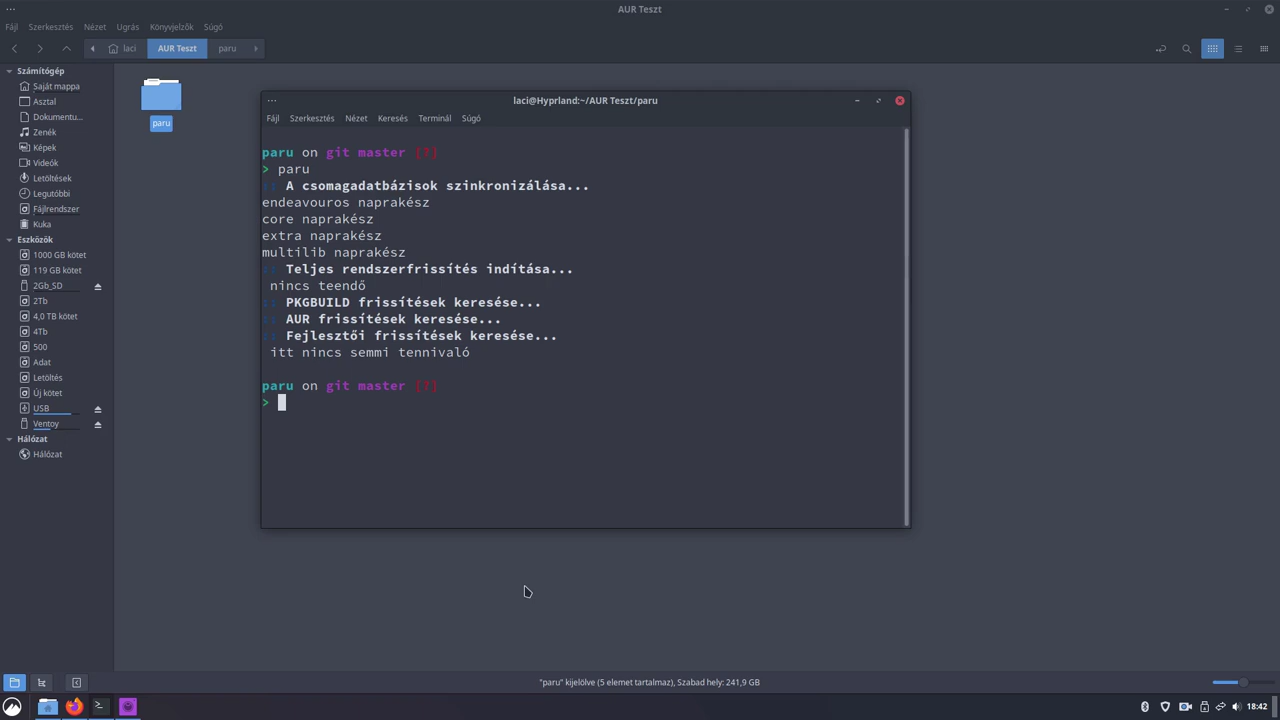 AUR Teszt
Fájl Szerkesztés Nézet Ugrás Könyvjelzők Súgó
laci AUR Teszt paru
Számítógép
Saját mappa
Asztal
Dokumentu...
Zenék
Képek
Videók
Letöltések
Legutóbbi
Fájlrendszer
Kuka
Eszközök
1000 GB kötet
119 GB kötet
2Gb_SD
2Tb
4,0 TB kötet
4Tb
500
Adat
Letöltés
Új kötet
USB
Ventoy
Hálózat
Hálózat
paru
laci@Hyprland:~/AUR Teszt/paru
Fájl Szerkesztés Nézet Keresés Terminál Súgó
paru on git master [?]
> paru
:: A csomagadatbázisok szinkronizálása...
endeavouros naprakész
core naprakész
extra naprakész
multilib naprakész
:: Teljes rendszerfrissítés indítása...
nincs teendő
:: PKGBUILD frissítések keresése...
:: AUR frissítések keresése...
:: Fejlesztői frissítések keresése...
itt nincs semmi tennivaló
paru on git master [?]
>
"paru" kijelölve (5 elemet tartalmaz), Szabad hely: 241,9 GB
18:42